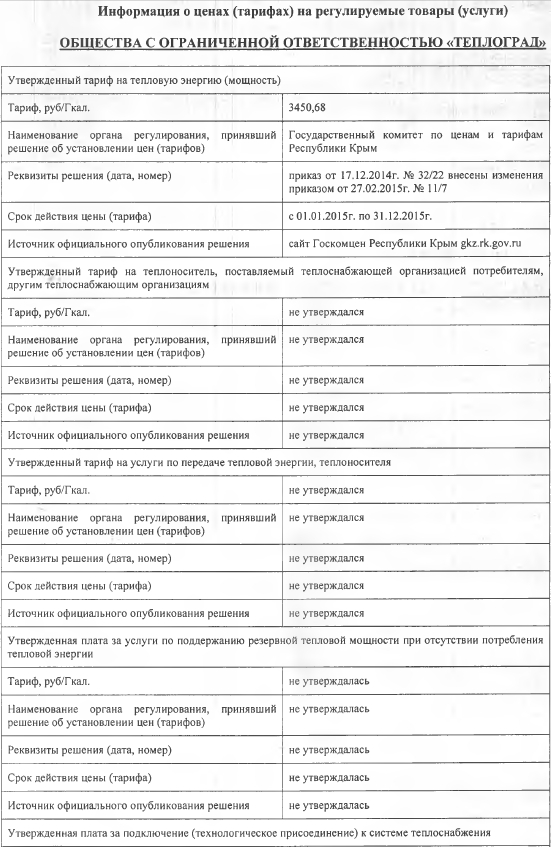 Информация о ценах (тарифах) на регулируемые товары (услуги)
ОБЩЕСТВА С ОГРАНИЧЕННОЙ ОТВЕТСТВЕННОСТЬЮ «ТЕПЛОГРАД»
Утвержденный тариф на тепловую энергию (мощность)
Тариф, руб/Гкал.
3450,68
Наименование органа регулирования, принявший
решение об установлении цен (тарифов)
Государственный комитет по ценам и тарифам
Республики Крым
Реквизиты решения (дата, номер)
приказ от 17.12.2014г. № 32/22 внесены изменения
приказом от 27.02.2015г. № 11/7
Срок действия цены (тарифа)
с 01.01.2015г. по 31.12.2015г.
Источник официального опубликования решения
сайт Госкомцен Республики Крым gkz.rk.gov.ru
Утвержденный тариф на теплоноситель, поставляемый теплоснабжающей организацией потребителям,
другим теплоснабжающим организациям
Тариф, руб/Гкал.
не утверждался
Наименование органа регулирования, принявший
решение об установлении цен (тарифов)
не утверждался
Реквизиты решения (дата, номер)
не утверждался
Срок действия цены (тарифа)
не утверждался
Источник официального опубликования решения
не утверждался
Утвержденный тариф на услуги по передаче тепловой энергии, теплоносителя
Тариф, руб/Гкал.
не утверждался
Наименование органа регулирования, принявший
решение об установлении цен (тарифов)
не утверждался
Реквизиты решения (дата, номер)
не утверждался
Срок действия цены (тарифа)
не утверждался
Источник официального опубликования решения
не утверждался
Утвержденная плата за услуги по поддержанию резервной тепловой мощности при отсутствии потребления
тепловой энергии
Тариф, руб/Гкал.
не утверждалась
Наименование органа регулирования, принявший
решение об установлении цен (тарифов)
не утверждалась
Реквизиты решения (дата, номер)
не утверждалась
Срок действия цены (тарифа)
не утверждалась
Источник официального опубликования решения
не утверждалась
Утвержденная плата за подключение (технологическое присоединение) к системе теплоснабжения